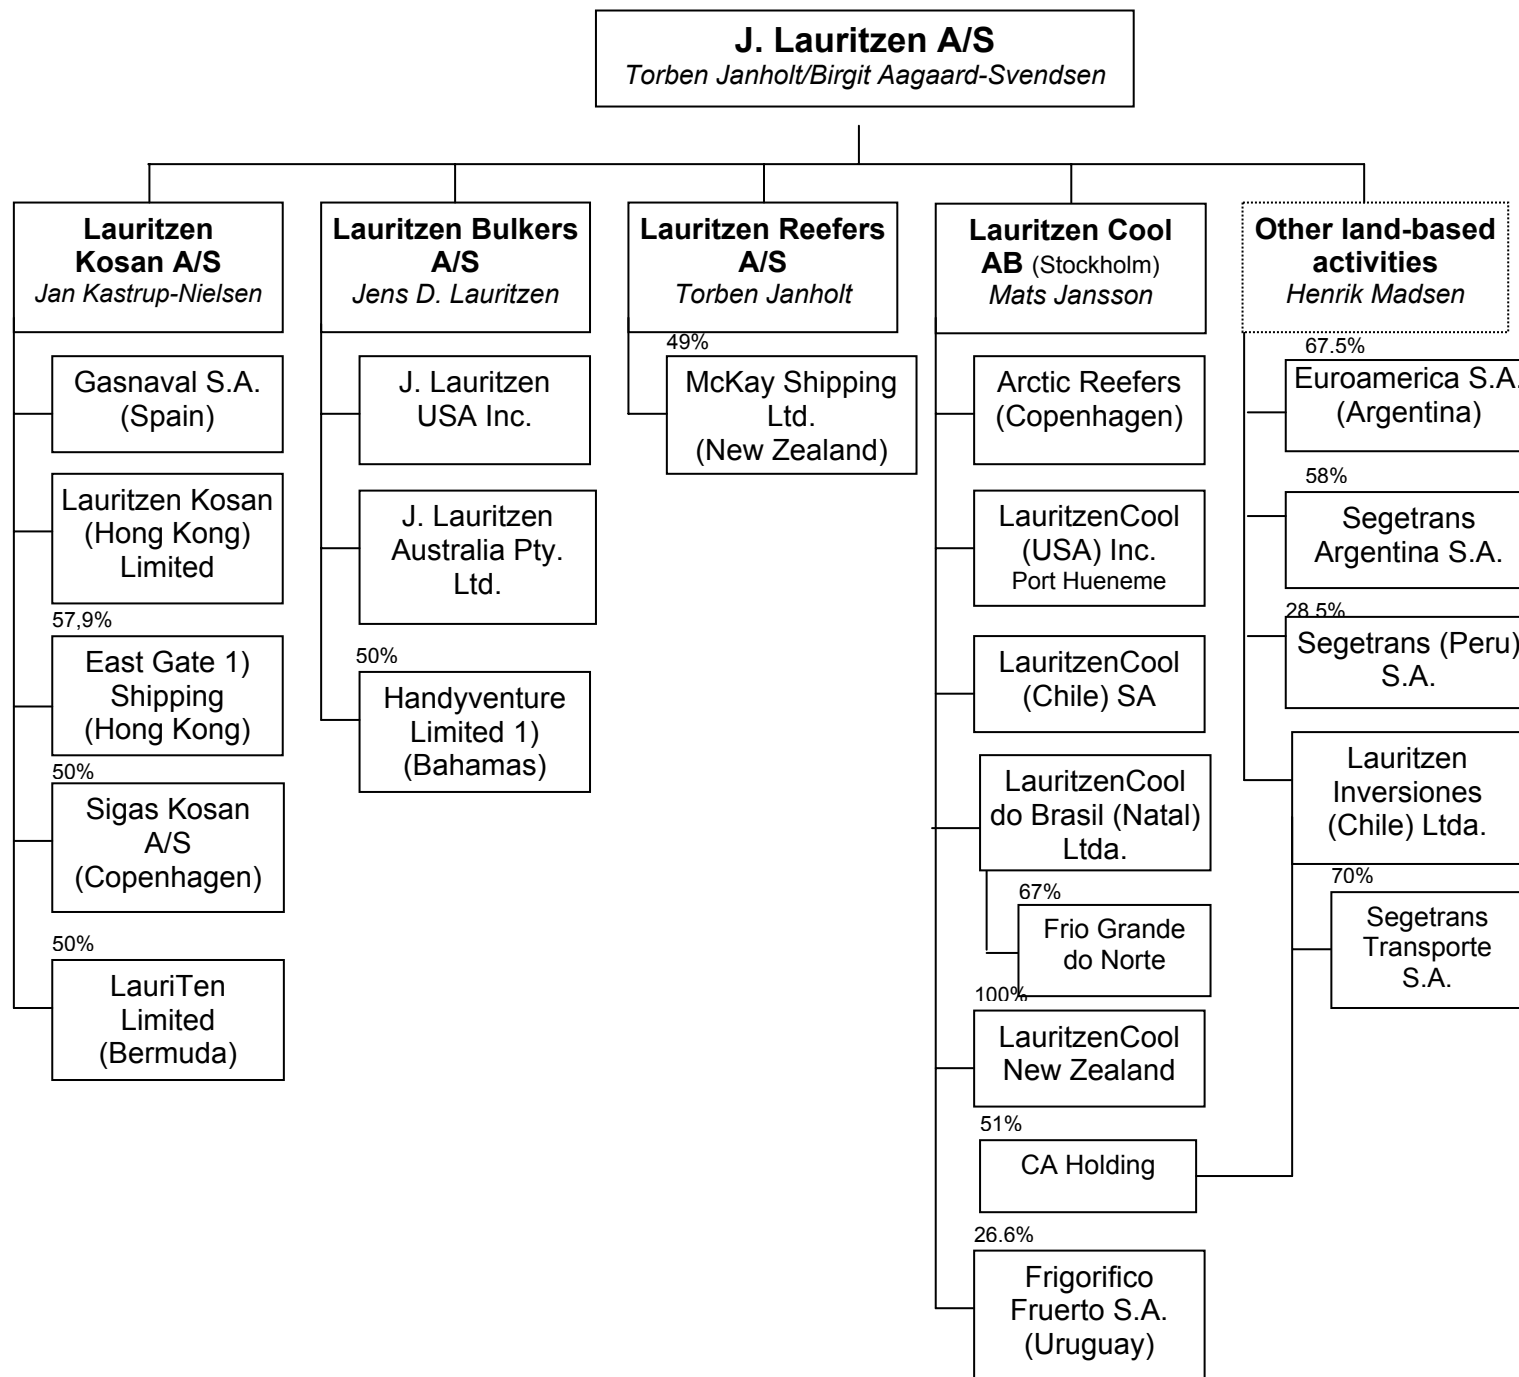 J. Lauritzen A/S
Torben Janholt/Birgit Aagaard-Svendsen
Lauritzen
Kosan A/S
Jan Kastrup-Nielsen
Gasnaval S.A.
(Spain)
Lauritzen Kosan
(Hong Kong)
Limited
57,9%
East Gate 1)
Shipping
(Hong Kong)
50%
Sigas Kosan
A/S
(Copenhagen)
50%
LauriTen
Limited
(Bermuda)
Lauritzen Bulkers
A/S
Jens D. Lauritzen
J. Lauritzen
USA Inc.
J. Lauritzen
Australia Pty.
Ltd.
50%
Handyventure
Limited 1)
(Bahamas)
Lauritzen Reefers
A/S
Torben Janholt
49%
McKay Shipping
Ltd.
(New Zealand)
Lauritzen Cool
AB (Stockholm)
Mats Jansson
Arctic Reefers
(Copenhagen)
LauritzenCool
(USA) Inc.
Port Hueneme
LauritzenCool
(Chile) SA
LauritzenCool
do Brasil (Natal)
Ltda.
67%
Frio Grande
do Norte
100%
LauritzenCool
New Zealand
51%
CA Holding
26.6%
Frigorifico
Fruerto S.A.
(Uruguay)
Other land-based
activities
Henrik Madsen
67.5%
Euroamerica S.A.
(Argentina)
58%
Segetrans
Argentina S.A.
28.5%
Segetrans (Peru)
S.A.
Lauritzen
Inversiones
(Chile) Ltda.
70%
Segetrans
Transporte
S.A.